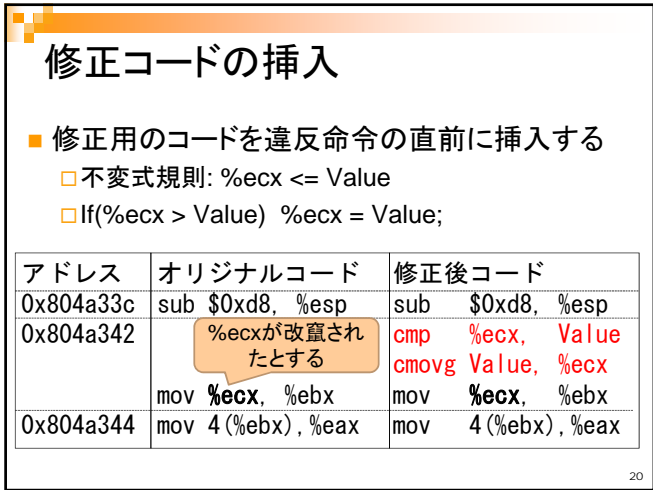 修正コードの挿入
修正用のコードを違反命令の直前に挿入する
不変式規則: %ecx <= Value
If(%ecx > Value) %ecx = Value;
アドレス オリジナルコード 修正後コード
0x804a33c sub $0xd8, %esp sub $0xd8, %esp
0x804a342 %ecxが改竄され cmp %ecx, Value
たとする cmovg Value, %ecx
mov %ecx, %ebx mov %ecx, %ebx
0x804a344 mov 4(%ebx),%eax mov 4(%ebx),%eax
20